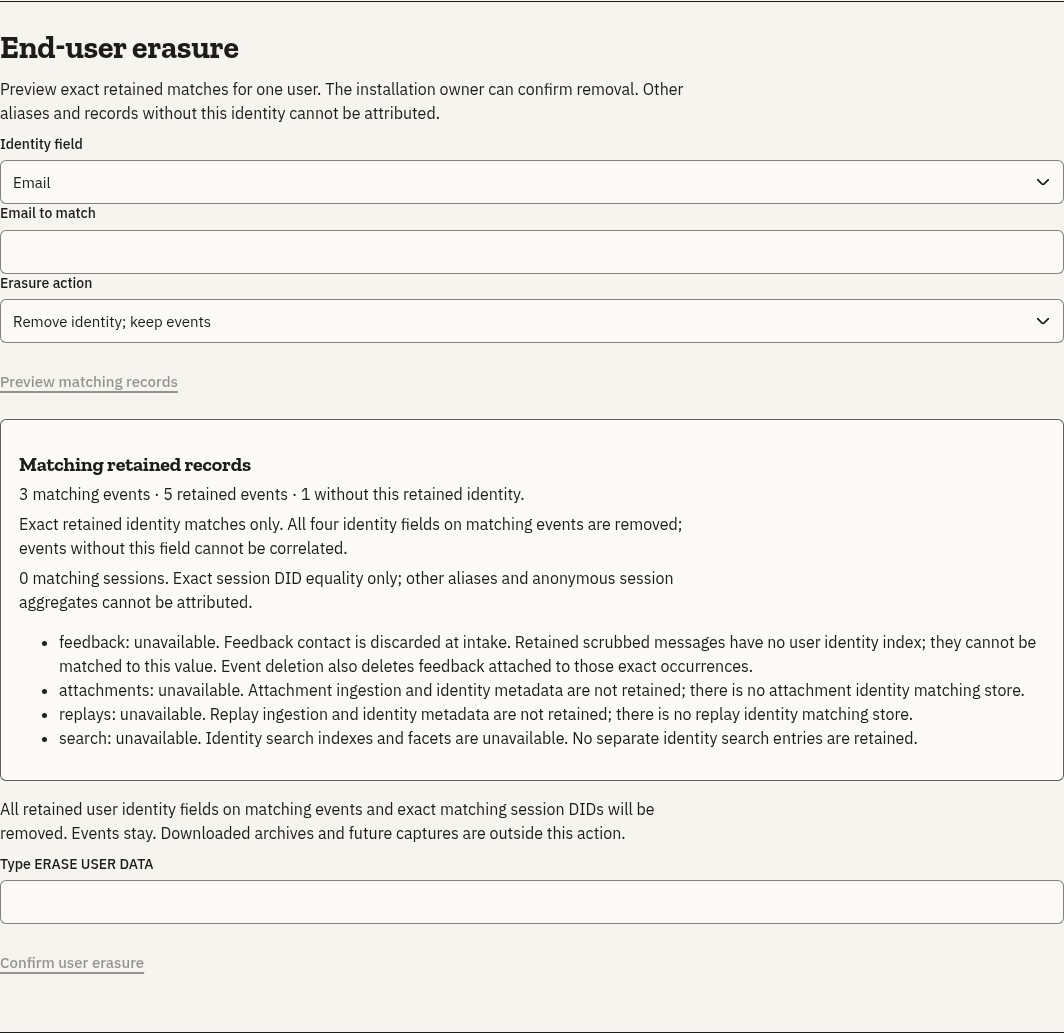 End-user erasure
Preview exact retained matches for one user. The installation owner can confirm removal. Other
aliases and records without this identity cannot be attributed.
Identity field
Email
Email to match
Erasure action
Remove identity; keep events
Preview matching records
Matching retained records
3 matching events · 5 retained events · 1 without this retained identity.
Exact retained identity matches only. All four identity fields on matching events are removed;
events without this field cannot be correlated.
0 matching sessions. Exact session DID equality only; other aliases and anonymous session
aggregates cannot be attributed.
• feedback: unavailable. Feedback contact is discarded at intake. Retained scrubbed messages have no user identity index; they cannot be
matched to this value. Event deletion also deletes feedback attached to those exact occurrences.
• attachments: unavailable. Attachment ingestion and identity metadata are not retained; there is no attachment identity matching store.
• replays: unavailable. Replay ingestion and identity metadata are not retained; there is no replay identity matching store.
• search: unavailable. Identity search indexes and facets are unavailable. No separate identity search entries are retained.
All retained user identity fields on matching events and exact matching session DIDs will be
removed. Events stay. Downloaded archives and future captures are outside this action.
Type ERASE USER DATA
Confirm user erasure